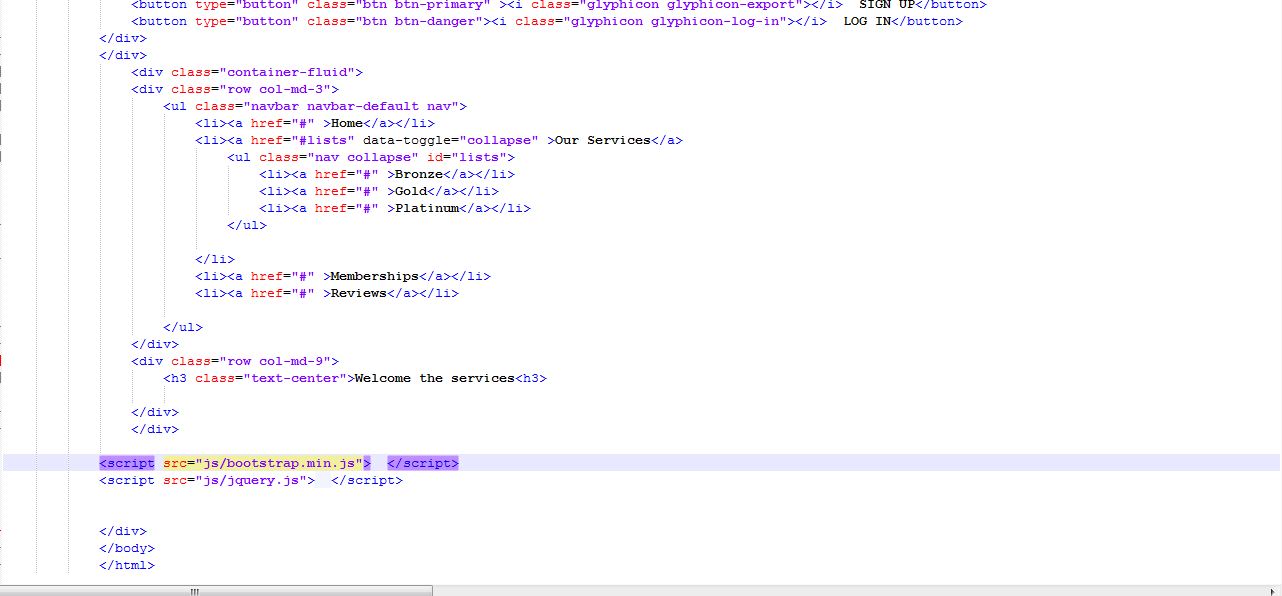 <button type="button" class="btn btn-primary" ><i class="glyphicon glyphicon-export"></i>  SIGN UP</button>
<button type="button" class="btn btn-danger"><i class="glyphicon glyphicon-log-in"></i>  LOG IN</button>
</div>
</div>
<div class="container-fluid">
<div class="row col-md-3">
<ul class="navbar navbar-default nav">
<li><a href="#" >Home</a></li>
<li><a href="#lists" data-toggle="collapse" >Our Services</a>
<ul class="nav collapse" id="lists">
<li><a href="#" >Bronze</a></li>
<li><a href="#" >Gold</a></li>
<li><a href="#" >Platinum</a></li>
</ul>
</li>
<li><a href="#" >Memberships</a></li>
<li><a href="#" >Reviews</a></li>
</ul>
</div>
<div class="row col-md-9">
<h3 class="text-center">Welcome the services<h3>
</div>
</div>
<script src="js/bootstrap.min.js">  </script>
<script src="js/jquery.js">  </script>
</div>
</body>
</html>